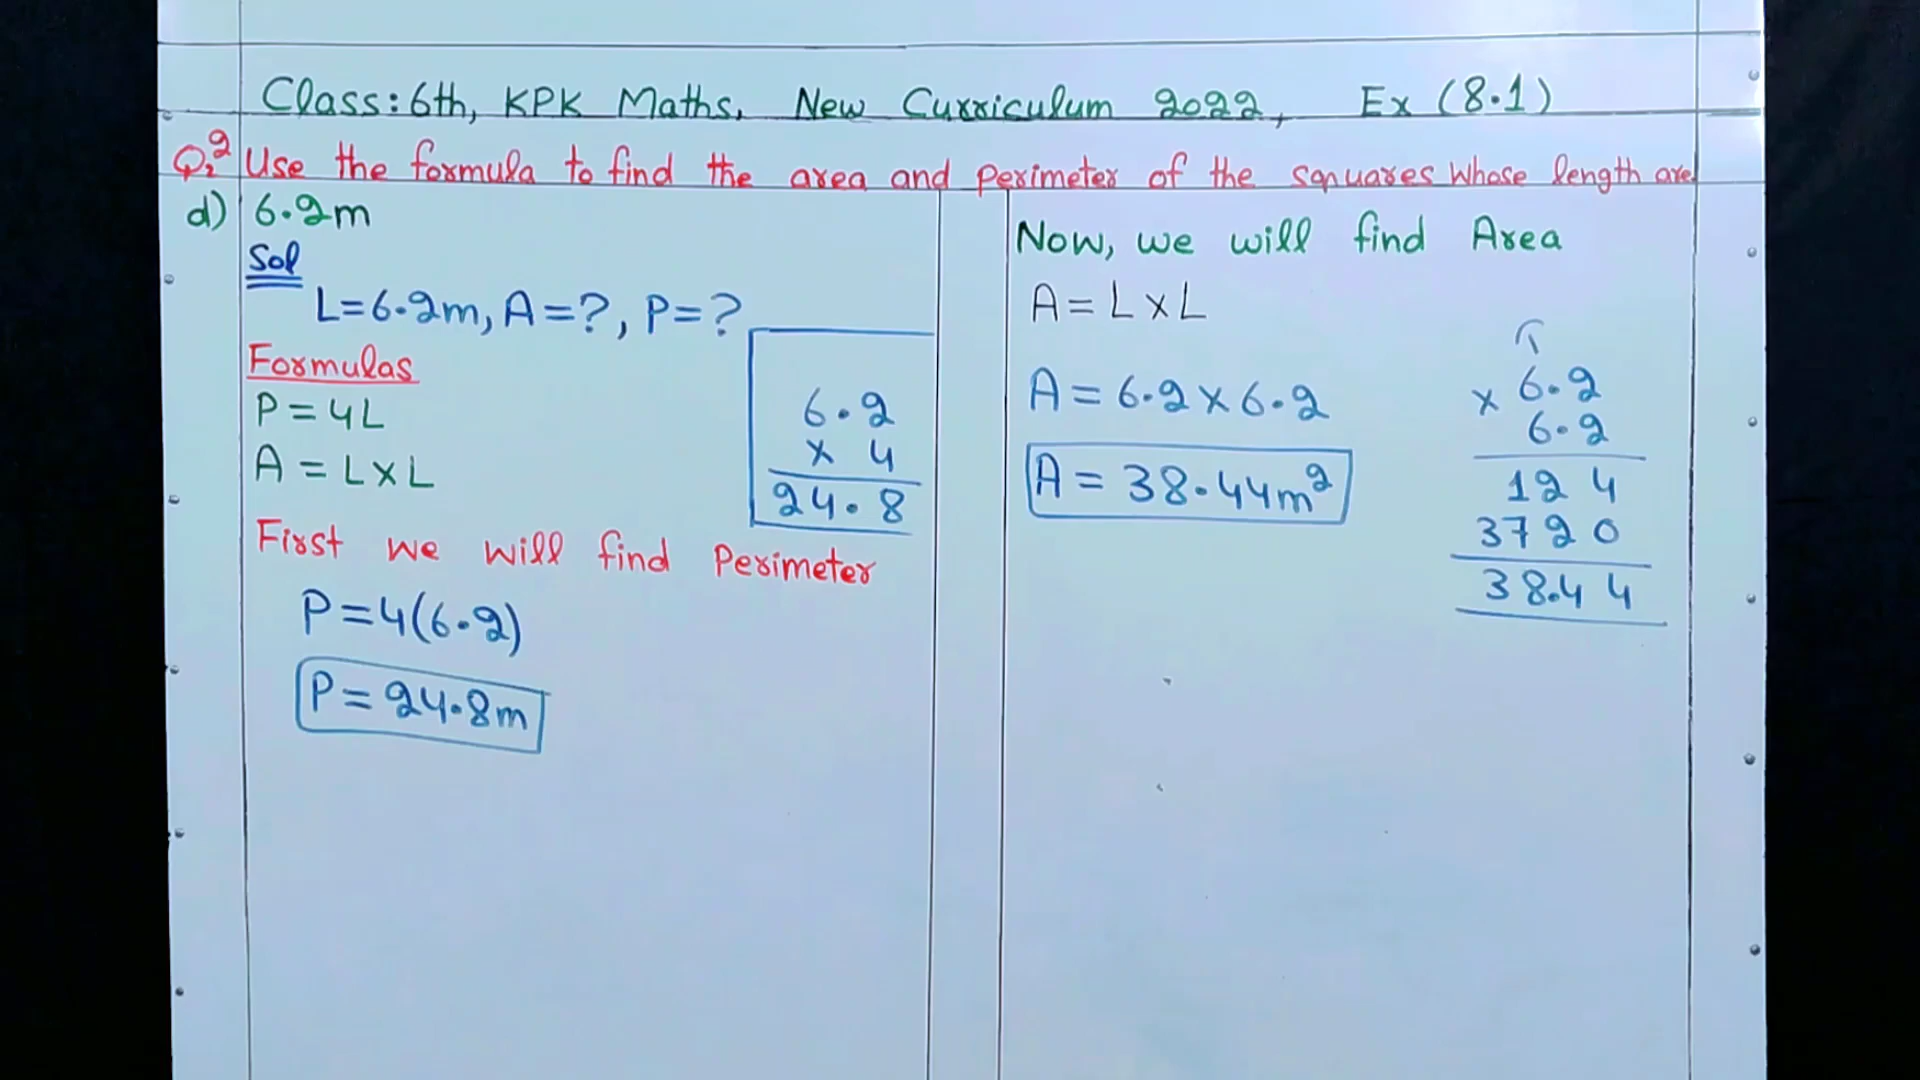 Class: 6th, KPK Maths, New Curriculum 2022, Ex (8.1)
Q.2 Use the formula to find the area and perimeter of the squares whose length are
d) 6.2m
Sol
L=6.2m, A=?, P=?
Formulas
P=4L
A = L×L
6.2
× 4
24.8
First we will find Perimeter
P=4(6.2)
P=24.8m
Now, we will find Area
A = L×L
A = 6.2×6.2
A = 38.44m²
× 6.2
6.2
124
3720
38.44